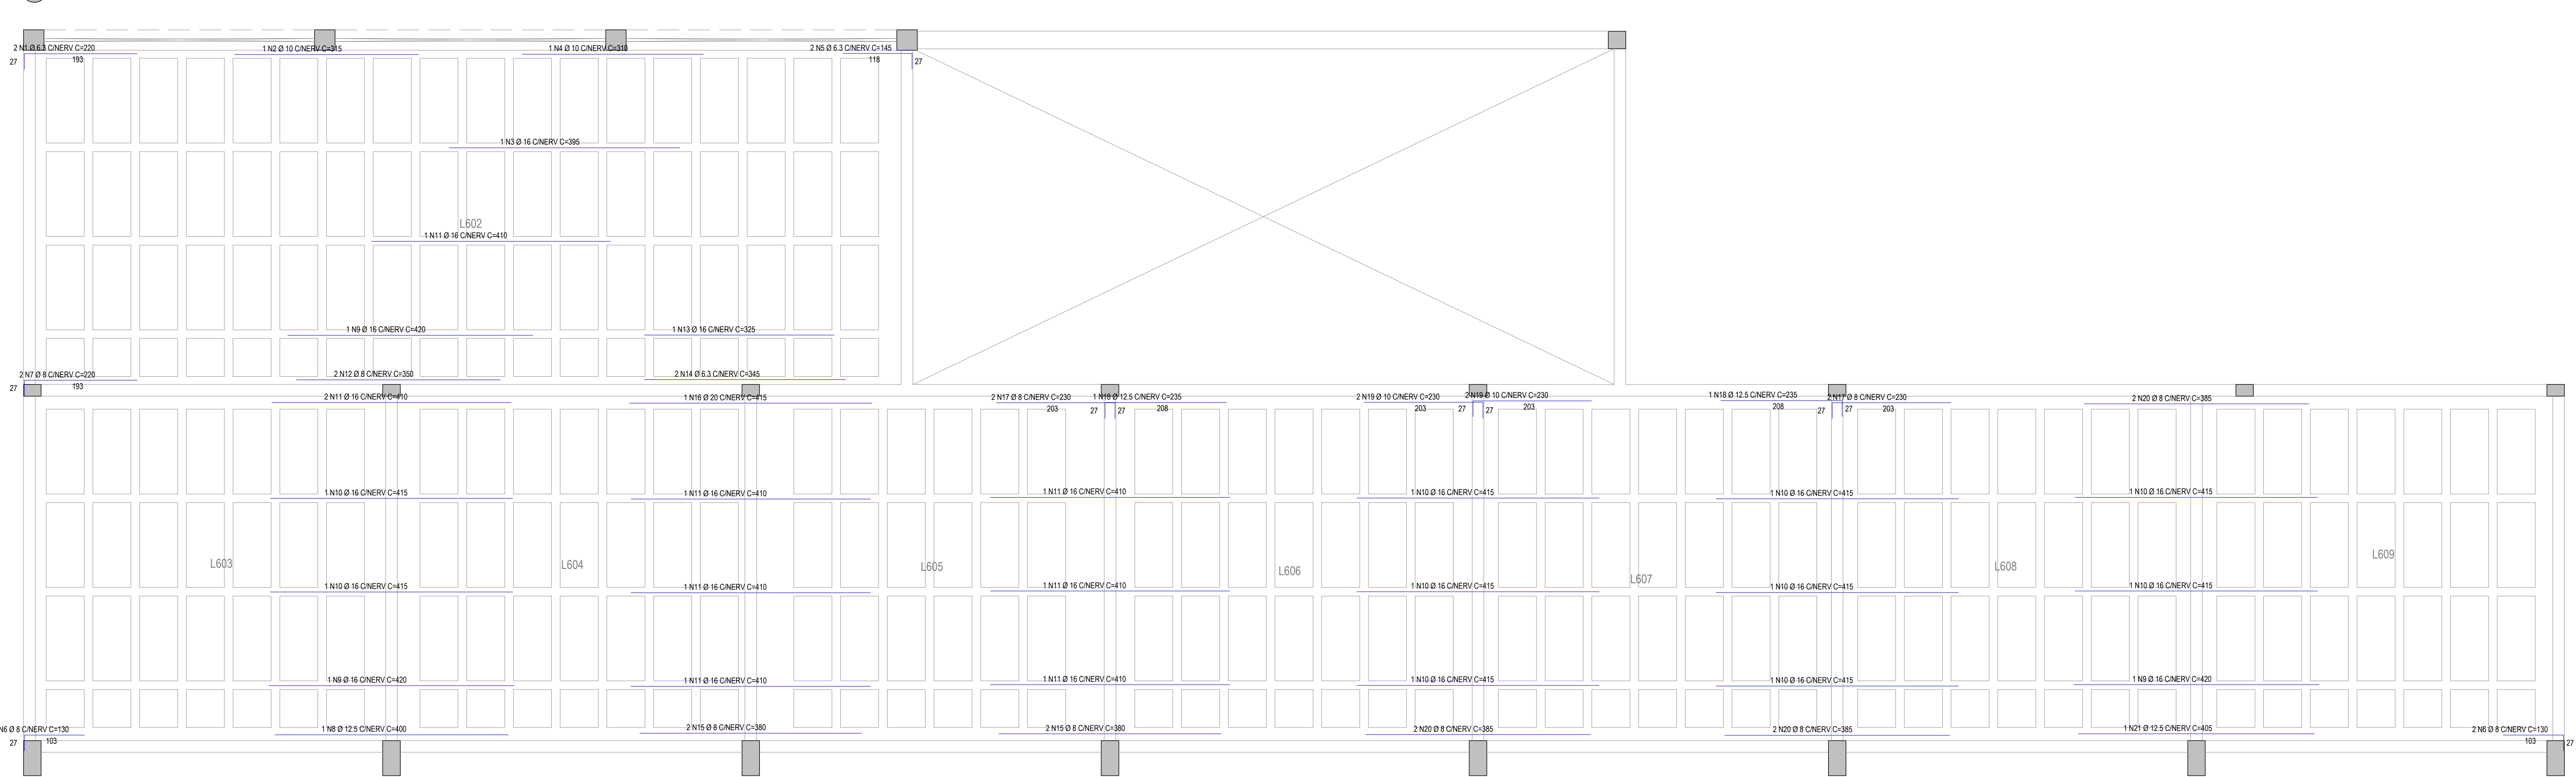 2 N1 Ø 6.3 C/NERV C=220
1 N2 Ø 10 C/NERV C=315
1 N4 Ø 10 C/NERV C=310
2 N5 Ø 6.3 C/NERV C=145
27
193
118
27
1 N3 Ø 16 C/NERV C=395
L602
1 N11 Ø 16 C/NERV C=410
1 N9 Ø 16 C/NERV C=420
1 N13 Ø 16 C/NERV C=325
2 N7 Ø 8 C/NERV C=220
2 N12 Ø 8 C/NERV C=350
2 N14 Ø 6.3 C/NERV C=345
27
193
2 N11 Ø 16 C/NERV C=410
1 N16 Ø 20 C/NERV C=415
2 N17 Ø 8 C/NERV C=230
1 N18 Ø 12.5 C/NERV C=235
2 N19 Ø 10 C/NERV C=230
2 N19 Ø 10 C/NERV C=230
1 N18 Ø 12.5 C/NERV C=235
2 N17 Ø 8 C/NERV C=230
2 N20 Ø 8 C/NERV C=385
203
27
27
208
203
27
27
203
208
27
27
203
1 N10 Ø 16 C/NERV C=415
1 N11 Ø 16 C/NERV C=410
1 N11 Ø 16 C/NERV C=410
1 N10 Ø 16 C/NERV C=415
1 N10 Ø 16 C/NERV C=415
1 N10 Ø 16 C/NERV C=415
L603
L604
L605
L606
L607
L608
L609
1 N10 Ø 16 C/NERV C=415
1 N11 Ø 16 C/NERV C=410
1 N11 Ø 16 C/NERV C=410
1 N10 Ø 16 C/NERV C=415
1 N10 Ø 16 C/NERV C=415
1 N10 Ø 16 C/NERV C=415
1 N9 Ø 16 C/NERV C=420
1 N11 Ø 16 C/NERV C=410
1 N11 Ø 16 C/NERV C=410
1 N10 Ø 16 C/NERV C=415
1 N10 Ø 16 C/NERV C=415
1 N9 Ø 16 C/NERV C=420
N6 Ø 8 C/NERV C=130
1 N8 Ø 12.5 C/NERV C=400
2 N15 Ø 8 C/NERV C=380
2 N15 Ø 8 C/NERV C=380
2 N20 Ø 8 C/NERV C=385
2 N20 Ø 8 C/NERV C=385
1 N21 Ø 12.5 C/NERV C=405
2 N6 Ø 8 C/NERV C=130
27
103
103
27